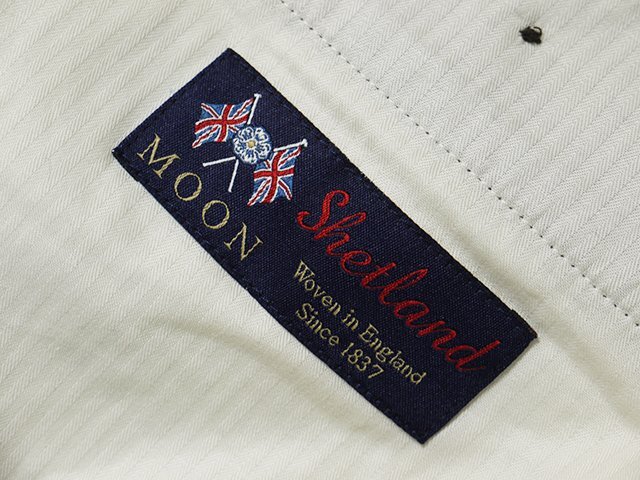 MOON
Shetland
Woven in England
Since 1837